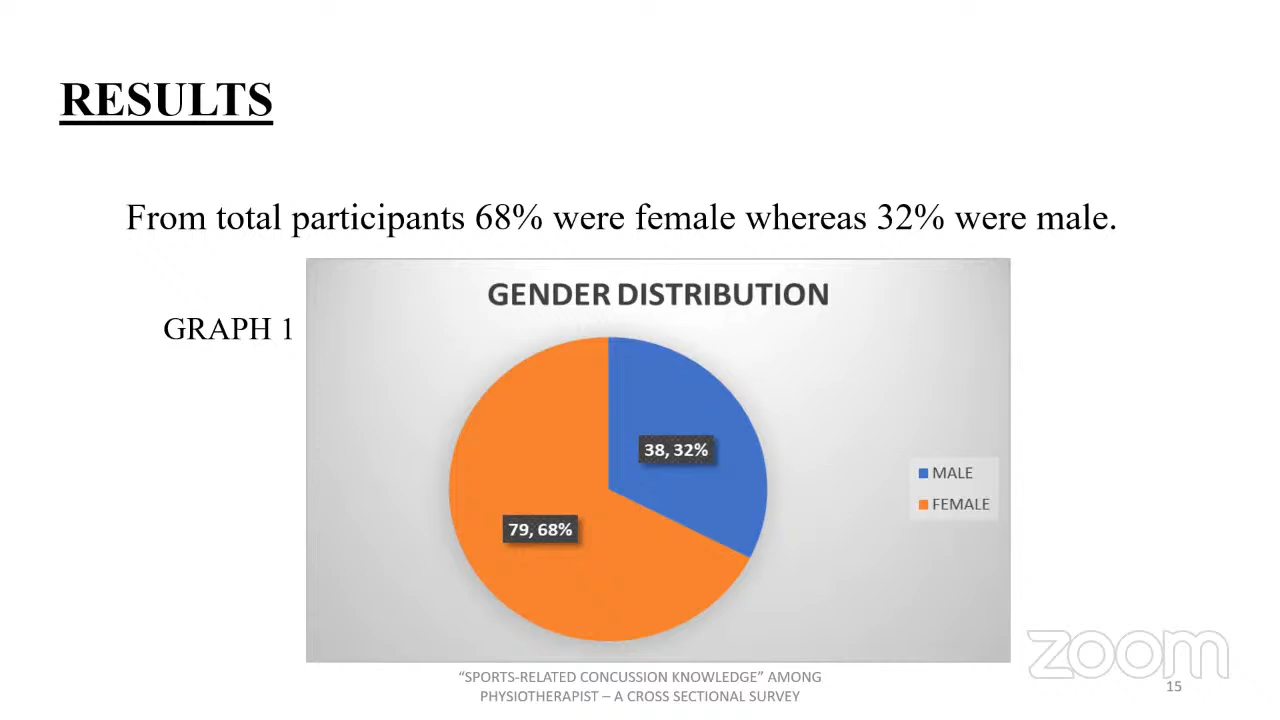 RESULTS
From total participants 68% were female whereas 32% were male.
GENDER DISTRIBUTION
GRAPH 1
38, 32%
79, 68%
MALE
FEMALE
zoom
“SPORTS-RELATED CONCUSSION KNOWLEDGE” AMONG
PHYSIOTHERAPIST – A CROSS SECTIONAL SURVEY
15